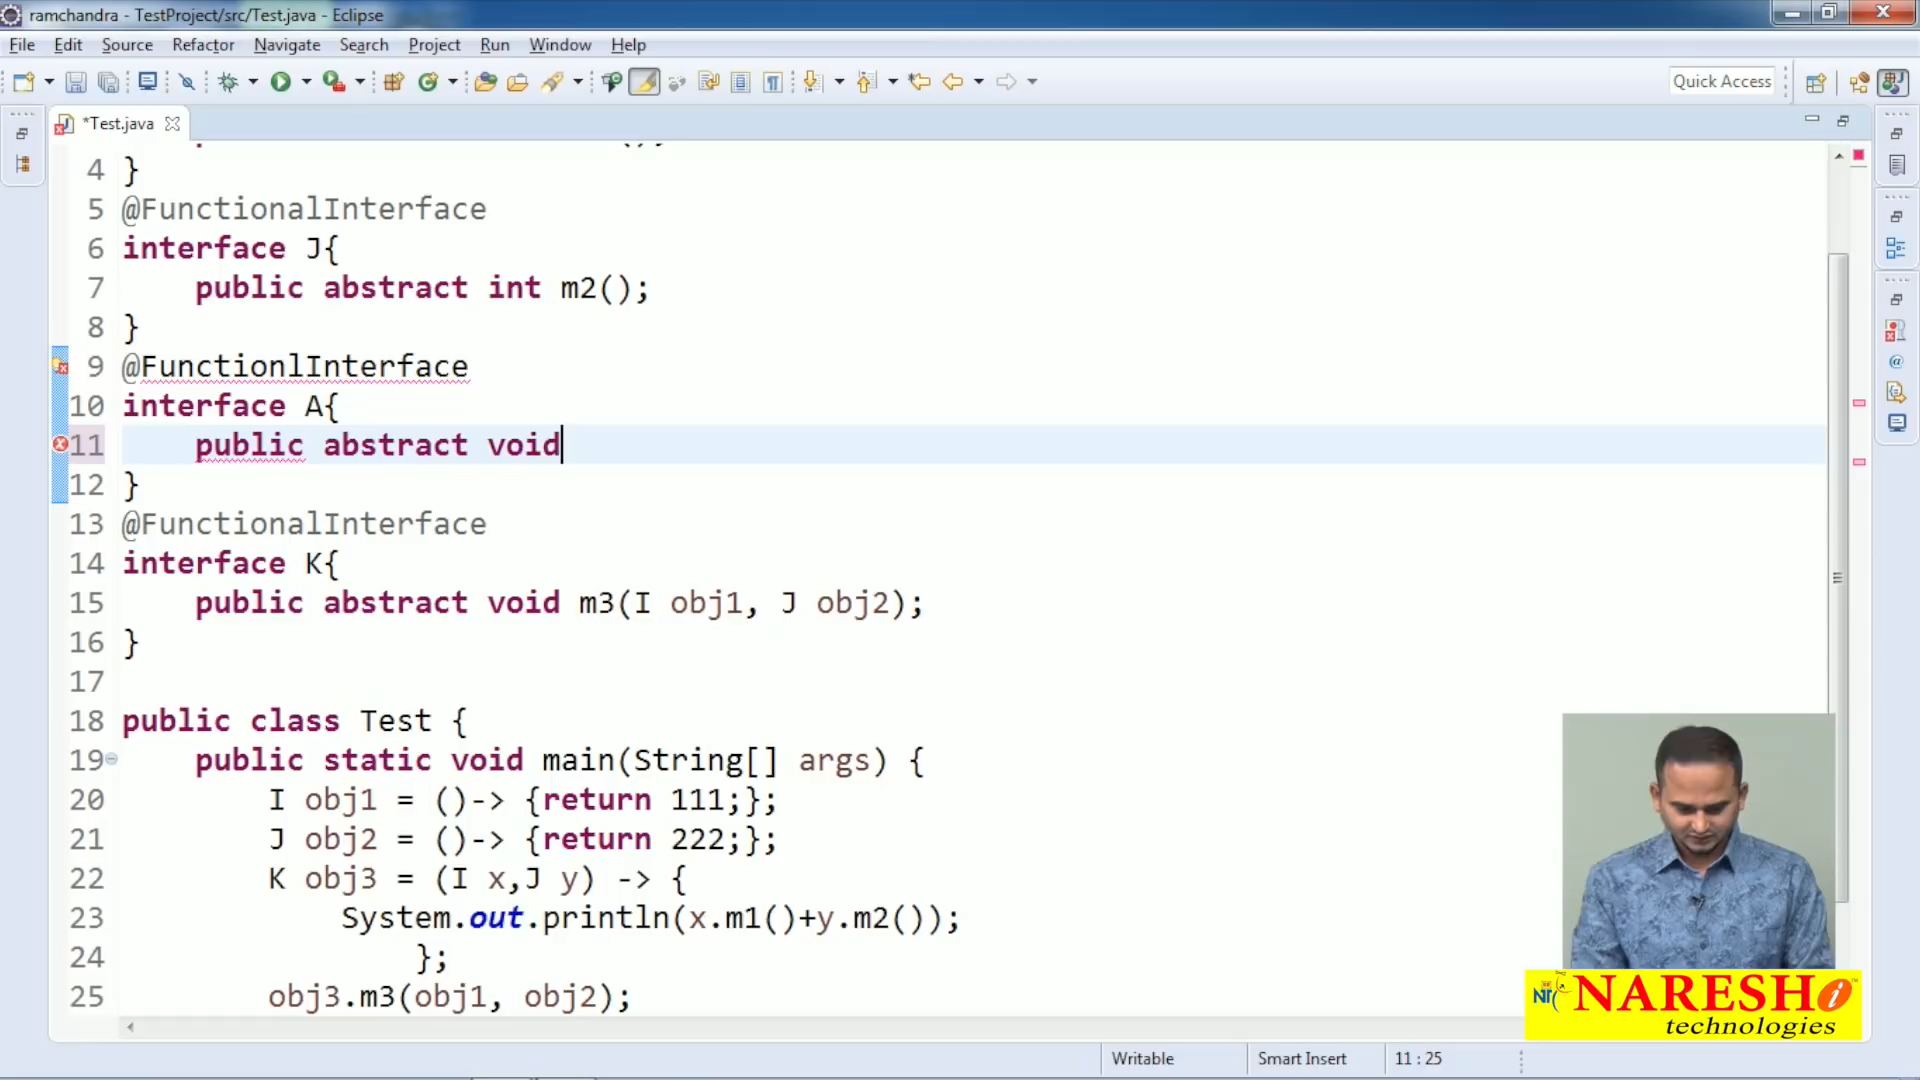 ramchandra - TestProject/src/Test.java - Eclipse
File Edit Source Refactor Navigate Search Project Run Window Help
Quick Access
*Test.java
4 }
5 @FunctionalInterface
6 interface J{
7 public abstract int m2();
8 }
9 @FunctionlInterface
10 interface A{
11 public abstract void
12 }
13 @FunctionalInterface
14 interface K{
15 public abstract void m3(I obj1, J obj2);
16 }
17
18 public class Test {
19 public static void main(String[] args) {
20 I obj1 = ()-> {return 111;};
21 J obj2 = ()-> {return 222;};
22 K obj3 = (I x,J y) -> {
23 System.out.println(x.m1()+y.m2());
24 };
25 obj3.m3(obj1, obj2);
NARESH i
technologies
Writable Smart Insert 11 : 25